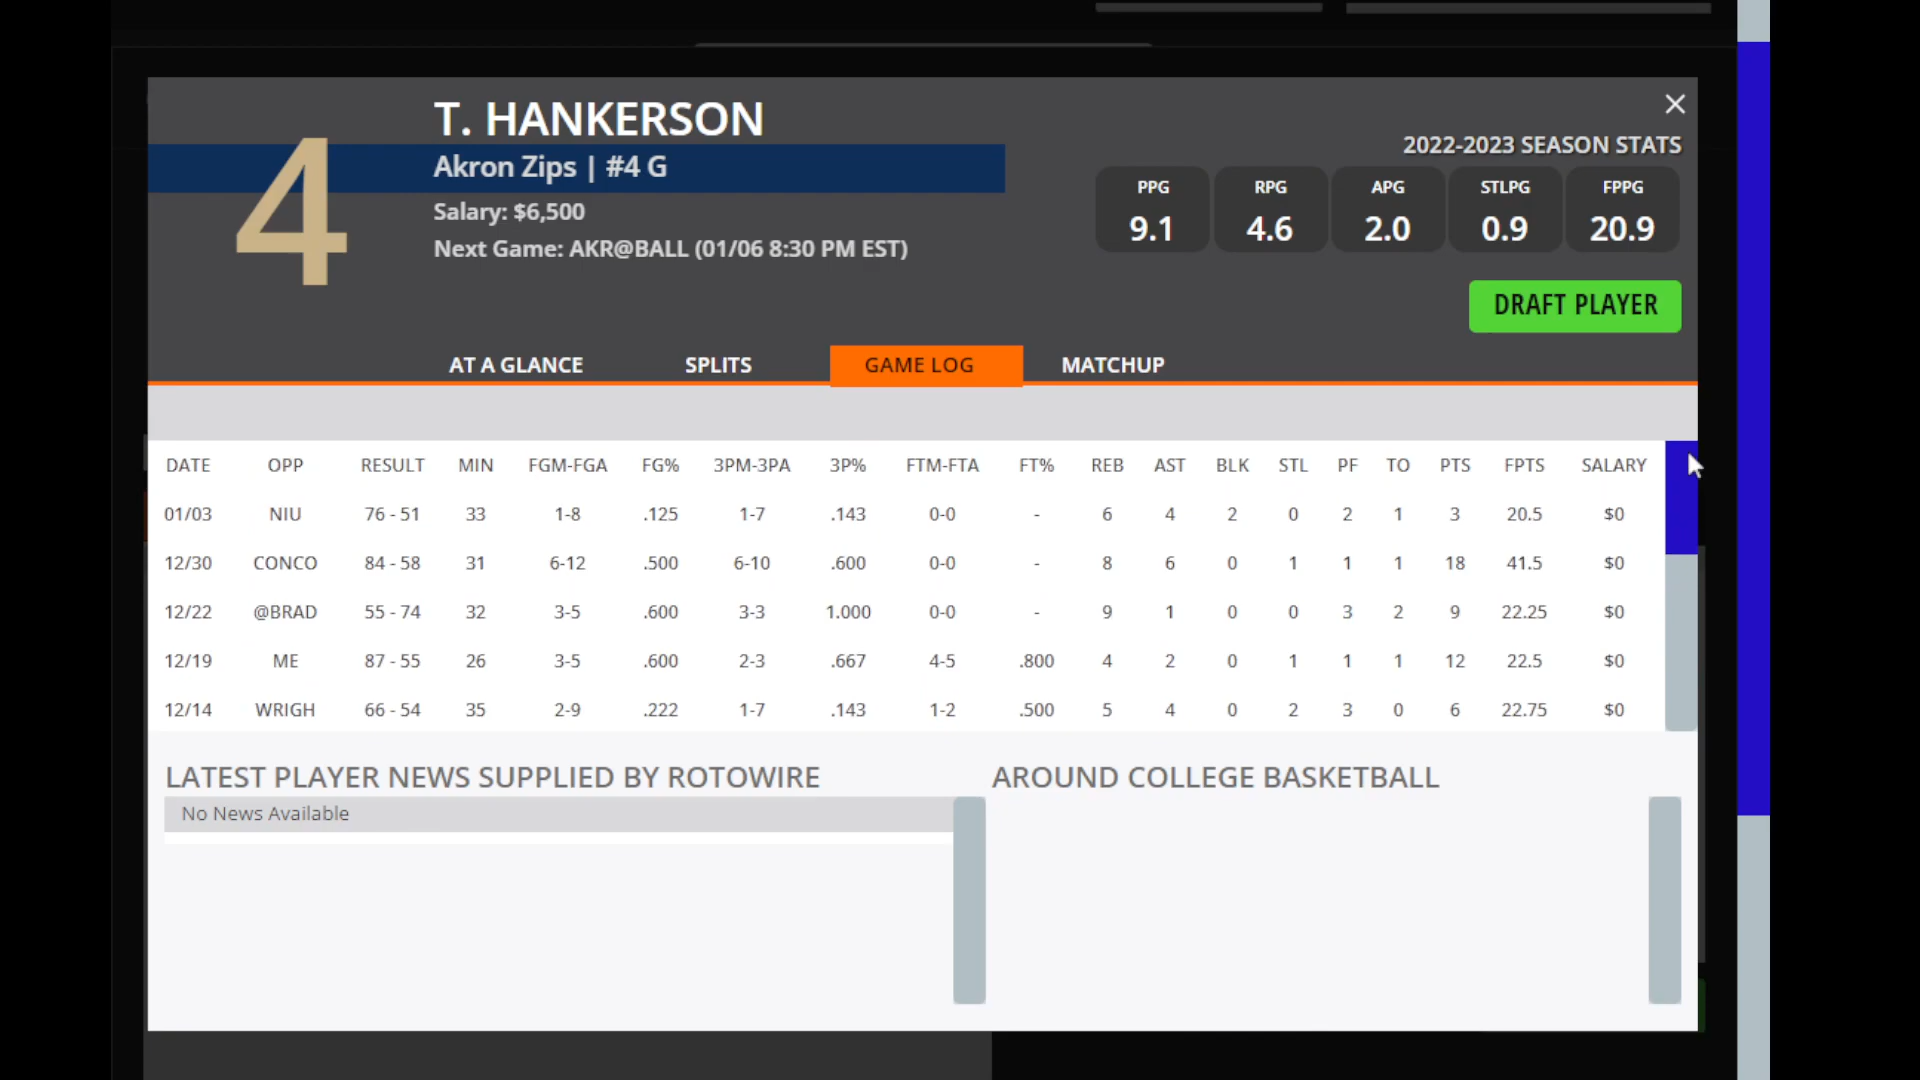 T. HANKERSON
4
Akron Zips | #4 G
Salary: $6,500
Next Game: AKR@BALL (01/06 8:30 PM EST)
2022-2023 SEASON STATS
PPG RPG APG STLPG FPPG
9.1 4.6 2.0 0.9 20.9
DRAFT PLAYER
AT A GLANCE SPLITS GAME LOG MATCHUP
DATE OPP RESULT MIN FGM-FGA FG% 3PM-3PA 3P% FTM-FTA FT% REB AST BLK STL PF TO PTS FPTS SALARY
01/03 NIU 76 - 51 33 1-8 .125 1-7 .143 0-0 - 6 4 2 0 2 1 3 20.5 $0
12/30 CONCO 84 - 58 31 6-12 .500 6-10 .600 0-0 - 8 6 0 1 1 1 18 41.5 $0
12/22 @BRAD 55 - 74 32 3-5 .600 3-3 1.000 0-0 - 9 1 0 0 3 2 9 22.25 $0
12/19 ME 87 - 55 26 3-5 .600 2-3 .667 4-5 .800 4 2 0 1 1 1 12 22.5 $0
12/14 WRIGH 66 - 54 35 2-9 .222 1-7 .143 1-2 .500 5 4 0 2 3 0 6 22.75 $0
LATEST PLAYER NEWS SUPPLIED BY ROTOWIRE
No News Available
AROUND COLLEGE BASKETBALL